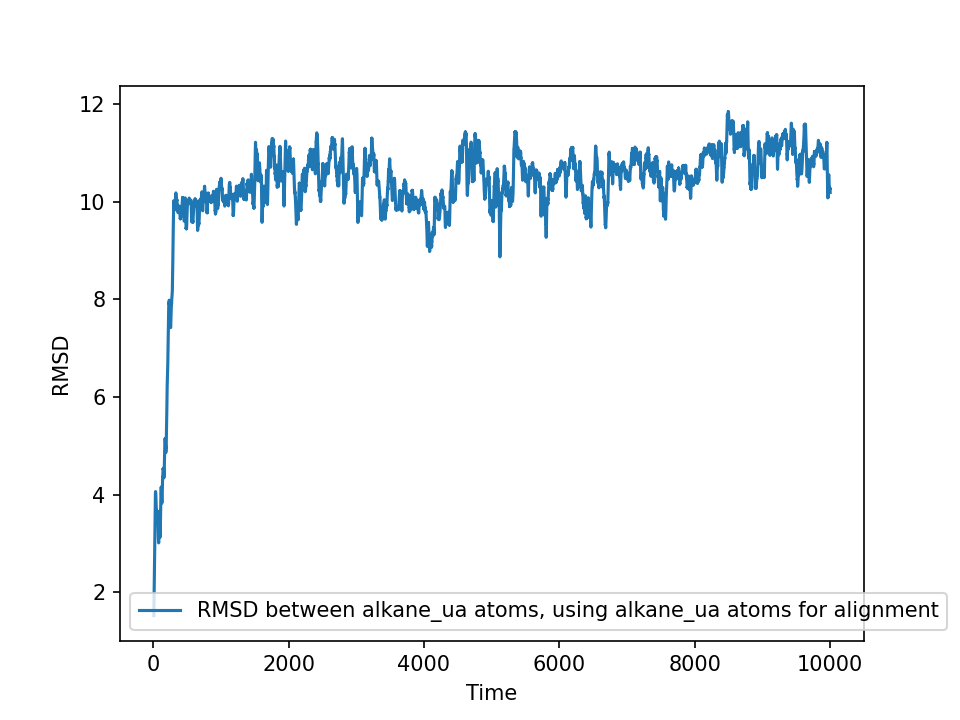 12
10
8
6
4
2
RMSD
RMSD between alkane_ua atoms, using alkane_ua atoms for alignment
0 2000 4000 6000 8000 10000
Time